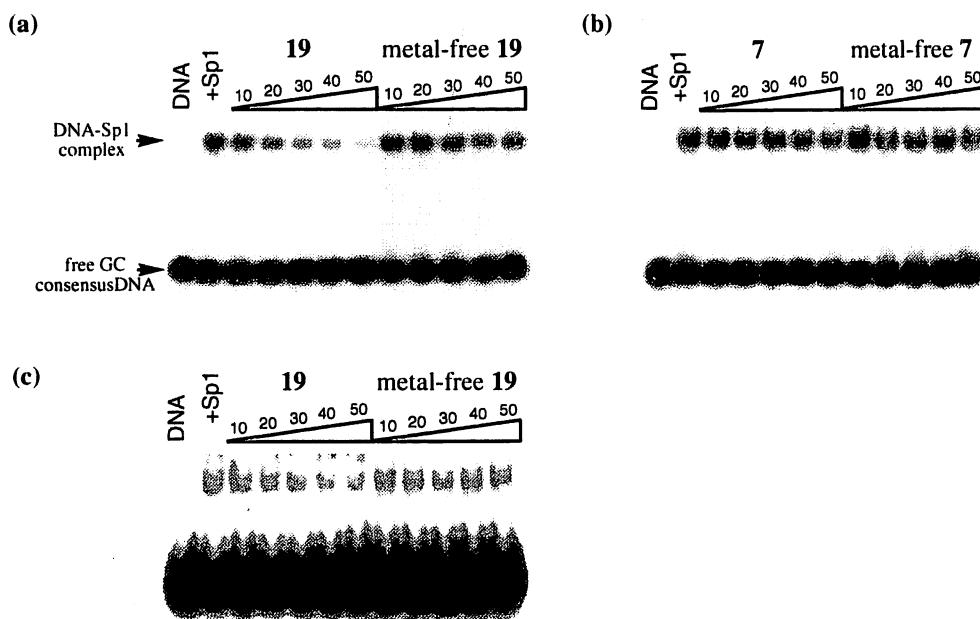 (a)
DNA
+Sp1
19
metal-free 19
10 20 30 40 50 10 20 30 40 50
DNA-Sp1
complex
free GC
consensusDNA
(b)
DNA
+Sp1
7
metal-free 7
10 20 30 40 50 10 20 30 40 50
(c)
DNA
+Sp1
19
metal-free 19
10 20 30 40 50 10 20 30 40 50